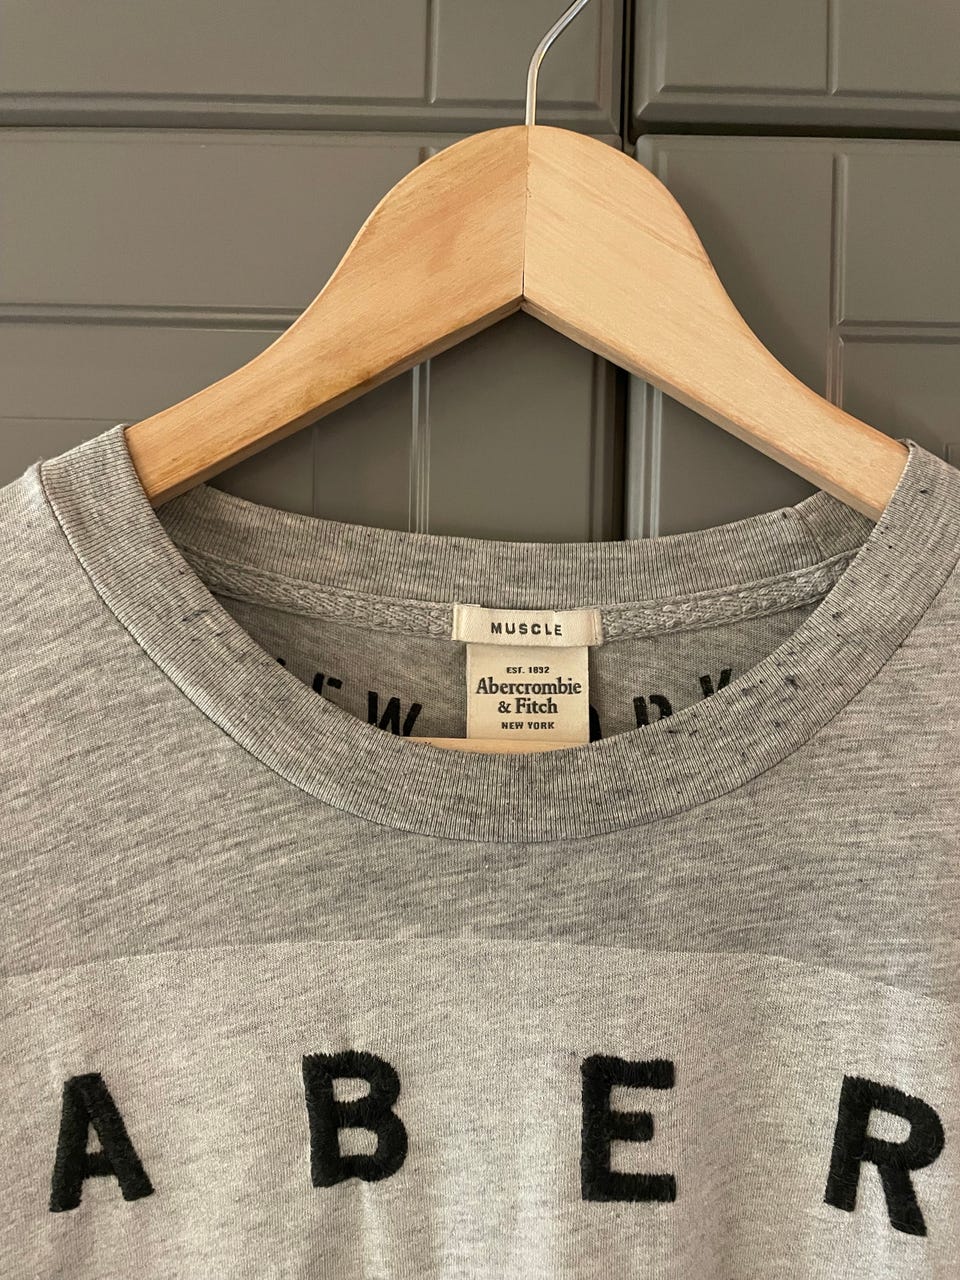 MUSCLE
EST. 1892
Abercrombie
& Fitch
NEW YORK
ABER